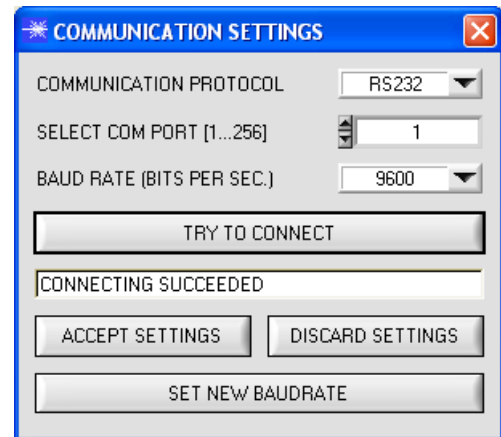 COMMUNICATION SETTINGS
COMMUNICATION PROTOCOL RS232
SELECT COM PORT [1...256] 1
BAUD RATE (BITS PER SEC.) 9600
TRY TO CONNECT
CONNECTING SUCCEEDED
ACCEPT SETTINGS DISCARD SETTINGS
SET NEW BAUDRATE